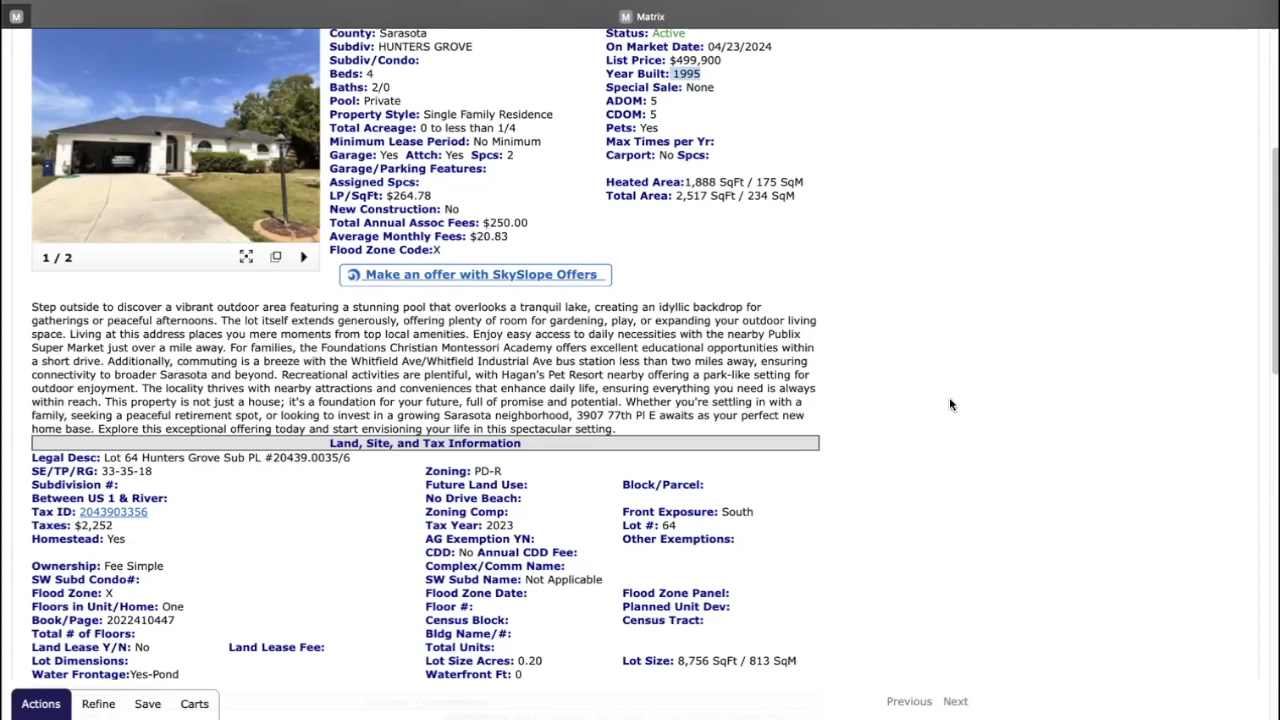 M
M Matrix
County: Sarasota
Status: Active
Subdiv: HUNTERS GROVE
On Market Date: 04/23/2024
Subdiv/Condo:
List Price: $499,900
Beds: 4
Year Built: 1995
Baths: 2/0
Special Sale: None
Pool: Private
ADOM: 5
Property Style: Single Family Residence
CDOM: 5
Total Acreage: 0 to less than 1/4
Pets: Yes
Minimum Lease Period: No Minimum
Max Times per Yr:
Garage: Yes Attch: Yes Spcs: 2
Carport: No Spcs:
Garage/Parking Features:
Assigned Spcs:
Heated Area:1,888 SqFt / 175 SqM
LP/SqFt: $264.78
Total Area: 2,517 SqFt / 234 SqM
New Construction: No
Total Annual Assoc Fees: $250.00
Average Monthly Fees: $20.83
Flood Zone Code:X
1 / 2
Make an offer with SkySlope Offers
Step outside to discover a vibrant outdoor area featuring a stunning pool that overlooks a tranquil lake, creating an idyllic backdrop for
gatherings or peaceful afternoons. The lot itself extends generously, offering plenty of room for gardening, play, or expanding your outdoor living
space. Living at this address places you mere moments from top local amenities. Enjoy easy access to daily necessities with the nearby Publix
Super Market just over a mile away. For families, the Foundations Christian Montessori Academy offers excellent educational opportunities within
a short drive. Additionally, commuting is a breeze with the Whitfield Ave/Whitfield Industrial Ave bus station less than two miles away, ensuring
connectivity to broader Sarasota and beyond. Recreational activities are plentiful, with Hagan's Pet Resort nearby offering a park-like setting for
outdoor enjoyment. The locality thrives with nearby attractions and conveniences that enhance daily life, ensuring everything you need is always
within reach. This property is not just a house; it's a foundation for your future, full of promise and potential. Whether you're settling in with a
family, seeking a peaceful retirement spot, or looking to invest in a growing Sarasota neighborhood, 3907 77th Pl E awaits as your perfect new
home base. Explore this exceptional offering today and start envisioning your life in this spectacular setting.
Land, Site, and Tax Information
Legal Desc: Lot 64 Hunters Grove Sub PL #20439.0035/6
SE/TP/RG: 33-35-18
Zoning: PD-R
Subdivision #:
Future Land Use:
Block/Parcel:
Between US 1 & River:
No Drive Beach:
Tax ID: 2043903356
Zoning Comp:
Front Exposure: South
Taxes: $2,252
Tax Year: 2023
Lot #: 64
Homestead: Yes
AG Exemption YN:
Other Exemptions:
CDD: No Annual CDD Fee:
Ownership: Fee Simple
Complex/Comm Name:
SW Subd Condo#:
SW Subd Name: Not Applicable
Flood Zone: X
Flood Zone Date:
Flood Zone Panel:
Floors in Unit/Home: One
Floor #:
Planned Unit Dev:
Book/Page: 2022410447
Census Block:
Census Tract:
Total # of Floors:
Bldg Name/#:
Land Lease Y/N: No
Land Lease Fee:
Total Units:
Lot Dimensions:
Lot Size Acres: 0.20
Lot Size: 8,756 SqFt / 813 SqM
Water Frontage:Yes-Pond
Waterfront Ft: 0
Actions
Refine
Save
Carts
Previous
Next